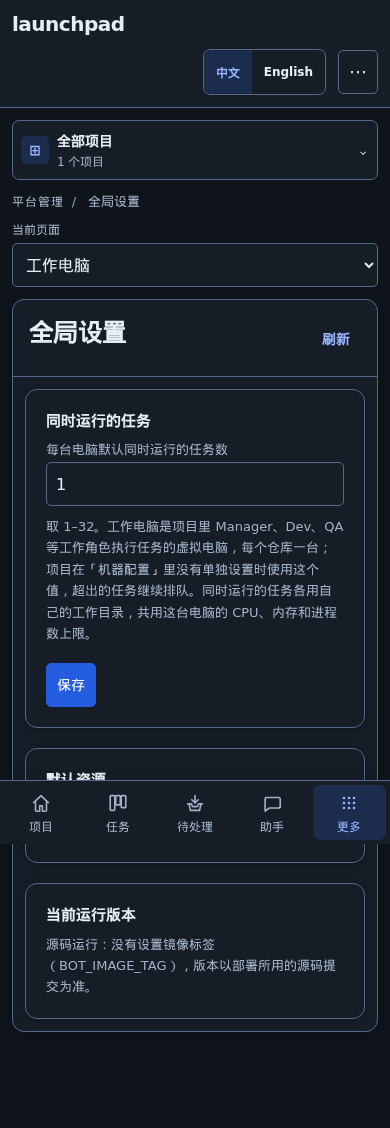 launchpad
中文
English
⋯
全部项目
1 个项目
平台管理 / 全局设置
当前页面
工作电脑
全局设置
刷新
同时运行的任务
每台电脑默认同时运行的任务数
1
取 1–32。工作电脑是项目里 Manager、Dev、QA
等工作角色执行任务的虚拟电脑，每个仓库一台；
项目在「机器配置」里没有单独设置时使用这个
值，超出的任务继续排队。同时运行的任务各用自
己的工作目录，共用这台电脑的 CPU、内存和进程
数上限。
保存
默认资源
项目
任务
待处理
助手
更多
当前运行版本
源码运行：没有设置镜像标签
（BOT_IMAGE_TAG），版本以部署所用的源码提
交为准。